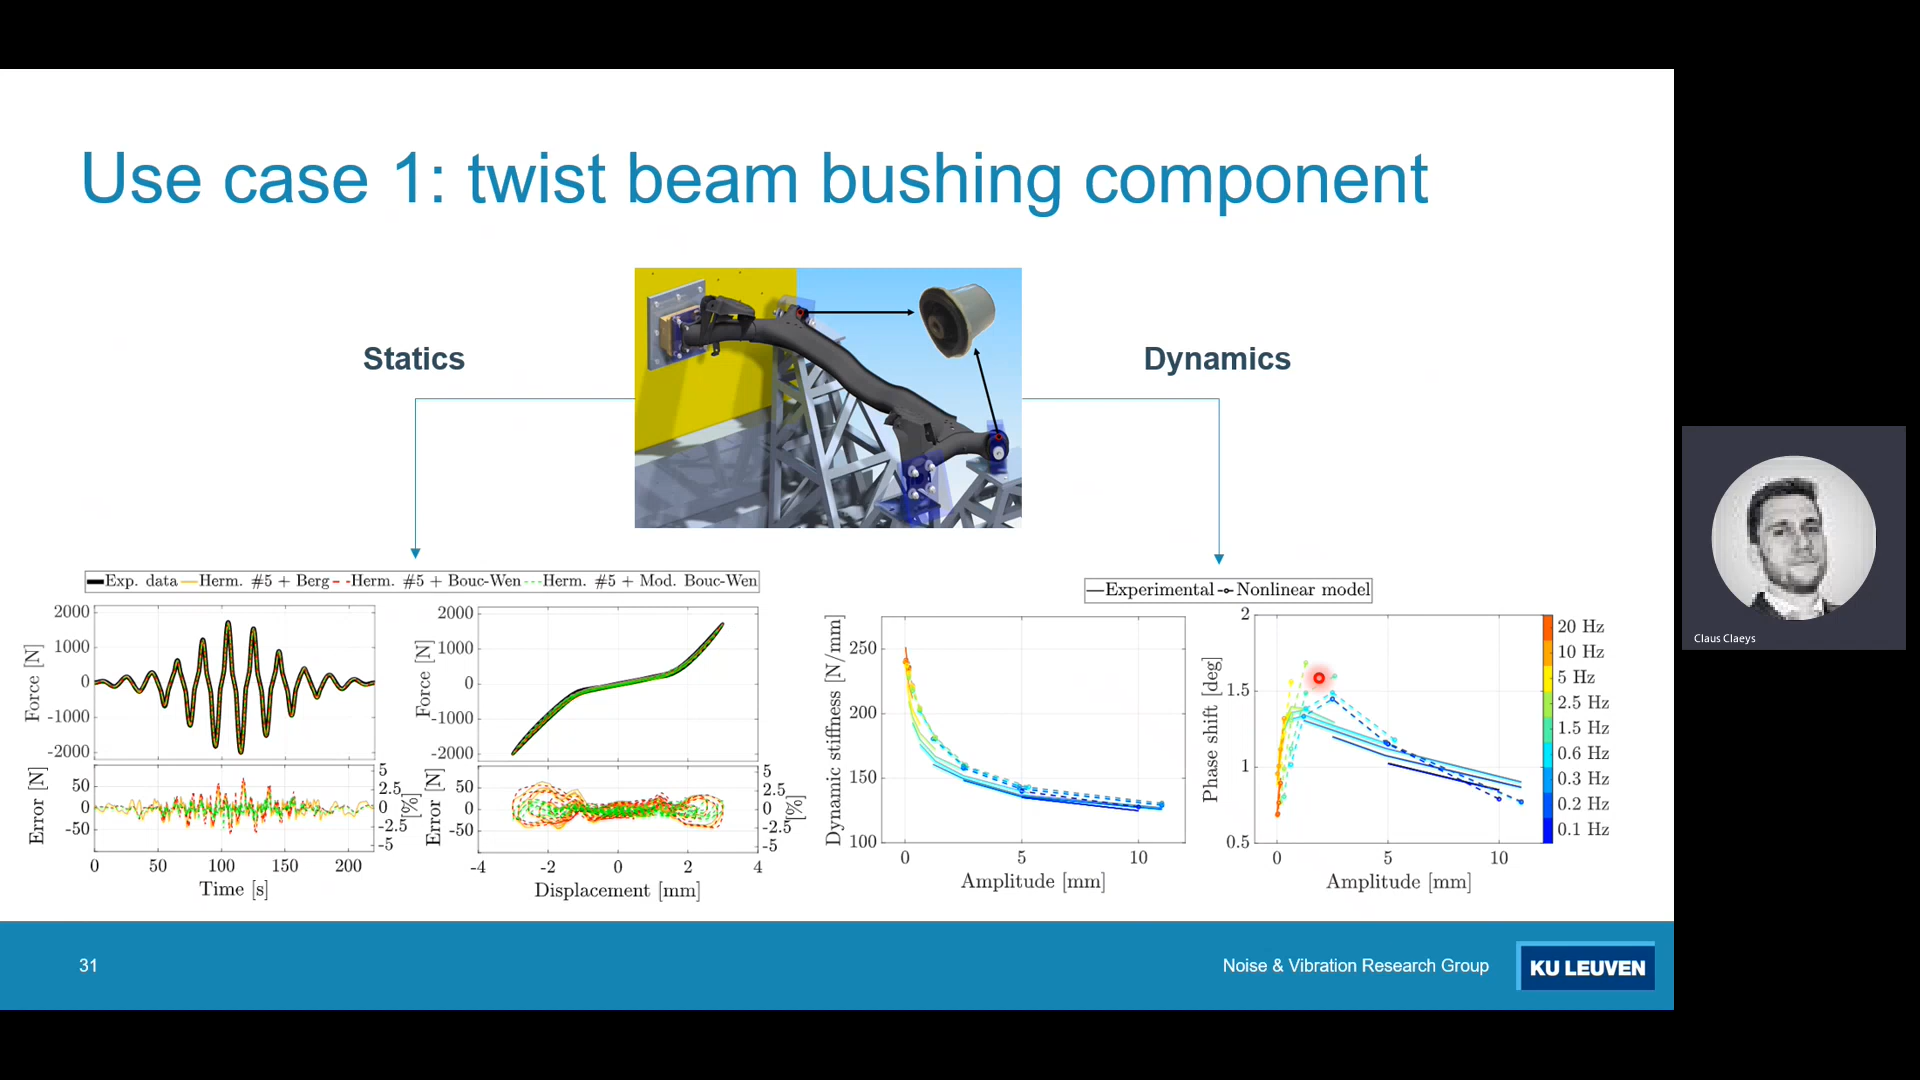 Use case 1: twist beam bushing component
Statics
Dynamics
Exp. data Herm. #5 + Berg Herm. #5 + Bouc-Wen Herm. #5 + Mod. Bouc-Wen
2000
1000
0
-1000
-2000
Force [N]
50
0
-50
Error [N]
5
2.5
0
-2.5
-5
[%]
0 50 100 150 200
Time [s]
2000
1000
0
-1000
-2000
Force [N]
50
0
-50
Error [N]
5
2.5
0
-2.5
-5
[%]
-4 -2 0 2 4
Displacement [mm]
Experimental Nonlinear model
250
200
150
100
Dynamic stiffness [N/mm]
0 5 10
Amplitude [mm]
2
1.5
1
0.5
Phase shift [deg]
0 5 10
Amplitude [mm]
20 Hz
10 Hz
5 Hz
2.5 Hz
1.5 Hz
0.6 Hz
0.3 Hz
0.2 Hz
0.1 Hz
Claus Claeys
31
Noise & Vibration Research Group
KU LEUVEN